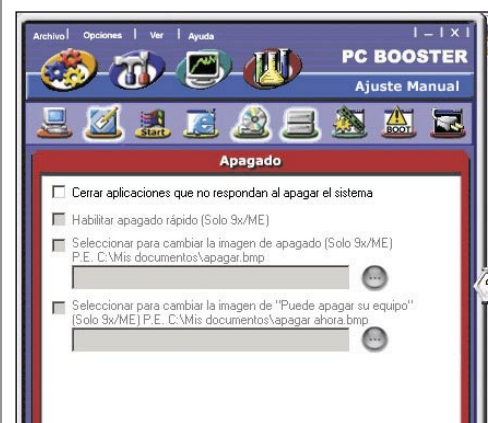 Archivo Opciones Ver Ayuda
PC BOOSTER
Ajuste Manual
Start
BOOT
Apagado
Cerrar aplicaciones que no respondan al apagar el sistema
Habilitar apagado rápido (Solo 9x/ME)
Seleccionar para cambiar la imagen de apagado (Solo 9x/ME)
P.E. C:\Mis documentos\apagar.bmp
Seleccionar para cambiar la imagen de "Puede apagar su equipo"
(Solo 9x/ME) P.E. C:\Mis documentos\apagar ahora.bmp